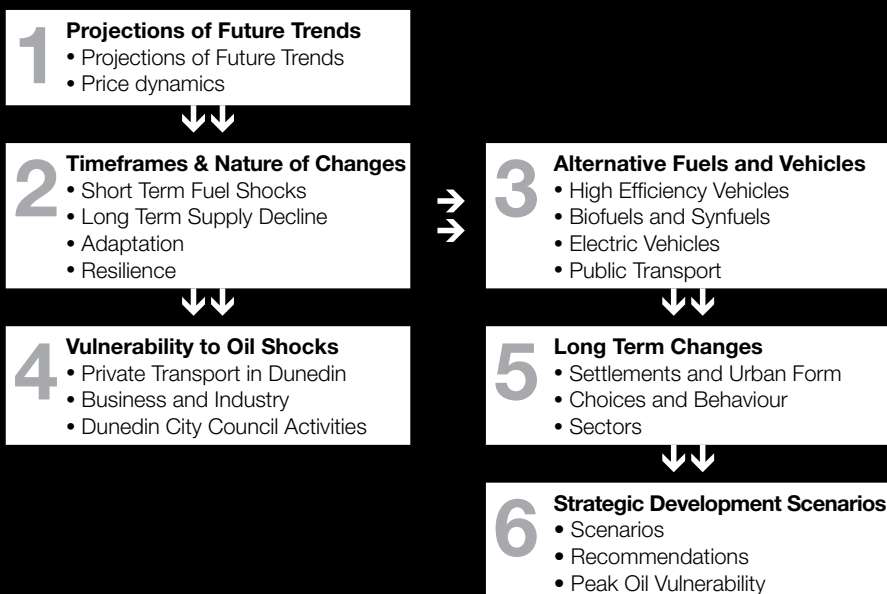 1
Projections of Future Trends
• Projections of Future Trends
• Price dynamics
2
Timeframes & Nature of Changes
• Short Term Fuel Shocks
• Long Term Supply Decline
• Adaptation
• Resilience
3
Alternative Fuels and Vehicles
• High Efficiency Vehicles
• Biofuels and Synfuels
• Electric Vehicles
• Public Transport
4
Vulnerability to Oil Shocks
• Private Transport in Dunedin
• Business and Industry
• Dunedin City Council Activities
5
Long Term Changes
• Settlements and Urban Form
• Choices and Behaviour
• Sectors
6
Strategic Development Scenarios
• Scenarios
• Recommendations
• Peak Oil Vulnerability